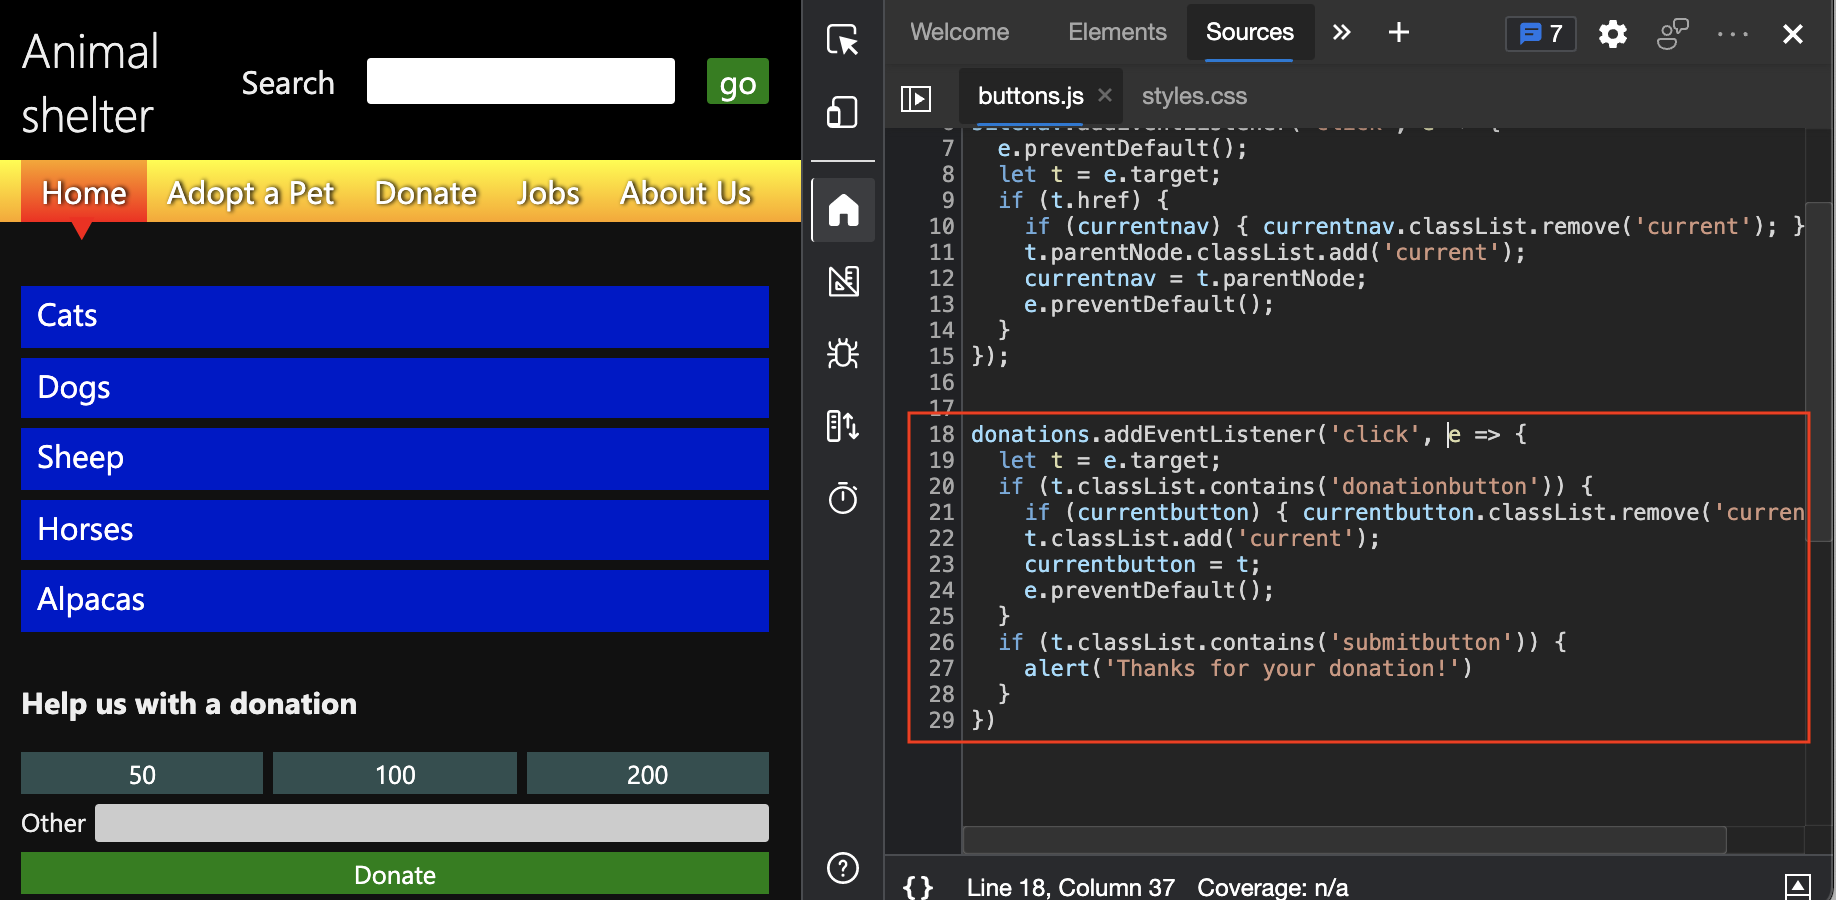 Animal
shelter
Search
go
Home Adopt a Pet Donate Jobs About Us
Cats
Dogs
Sheep
Horses
Alpacas
Help us with a donation
50 100 200
Other
Donate
Welcome Elements Sources 7
buttons.js styles.css
7 e.preventDefault();
8 let t = e.target;
9 if (t.href) {
10 if (currentnav) { currentnav.classList.remove('current'); }
11 t.parentNode.classList.add('current');
12 currentnav = t.parentNode;
13 e.preventDefault();
14 }
15 });
16
17
18 donations.addEventListener('click', e => {
19 let t = e.target;
20 if (t.classList.contains('donationbutton')) {
21 if (currentbutton) { currentbutton.classList.remove('curren
22 t.classList.add('current');
23 currentbutton = t;
24 e.preventDefault();
25 }
26 if (t.classList.contains('submitbutton')) {
27 alert('Thanks for your donation!')
28 }
29 })
{} Line 18, Column 37 Coverage: n/a